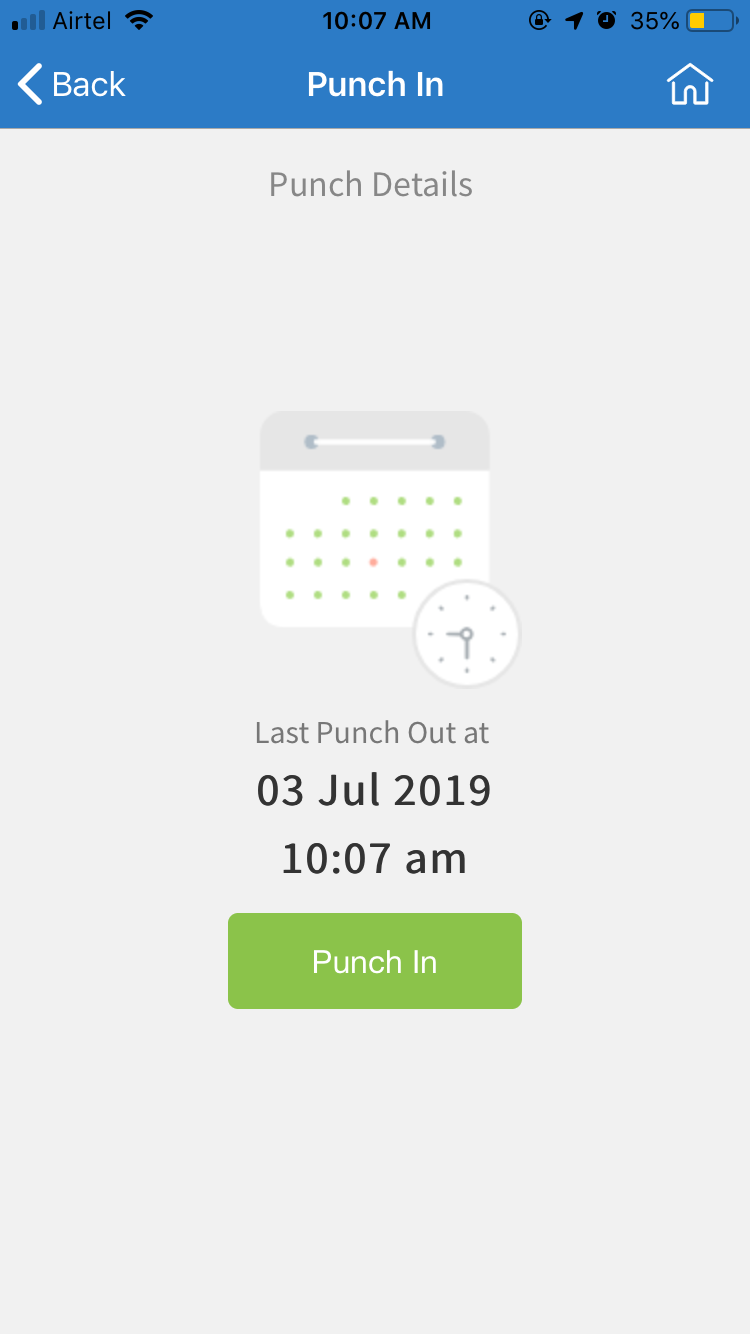 Airtel 10:07 AM 35%
Back Punch In
Punch Details
Last Punch Out at
03 Jul 2019
10:07 am
Punch In